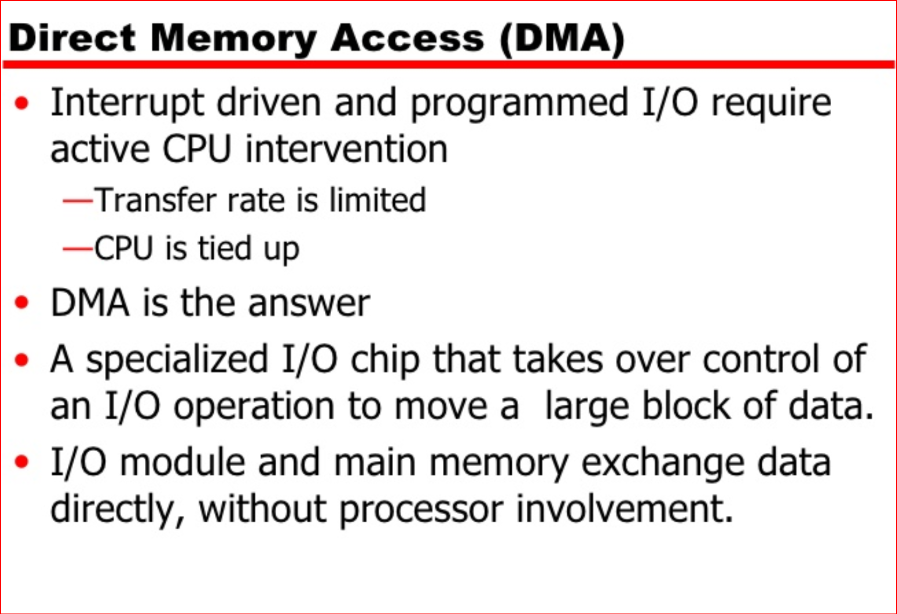 Direct Memory Access (DMA)
• Interrupt driven and programmed I/O require
active CPU intervention
—Transfer rate is limited
—CPU is tied up
• DMA is the answer
• A specialized I/O chip that takes over control of
an I/O operation to move a  large block of data.
• I/O module and main memory exchange data
directly, without processor involvement.